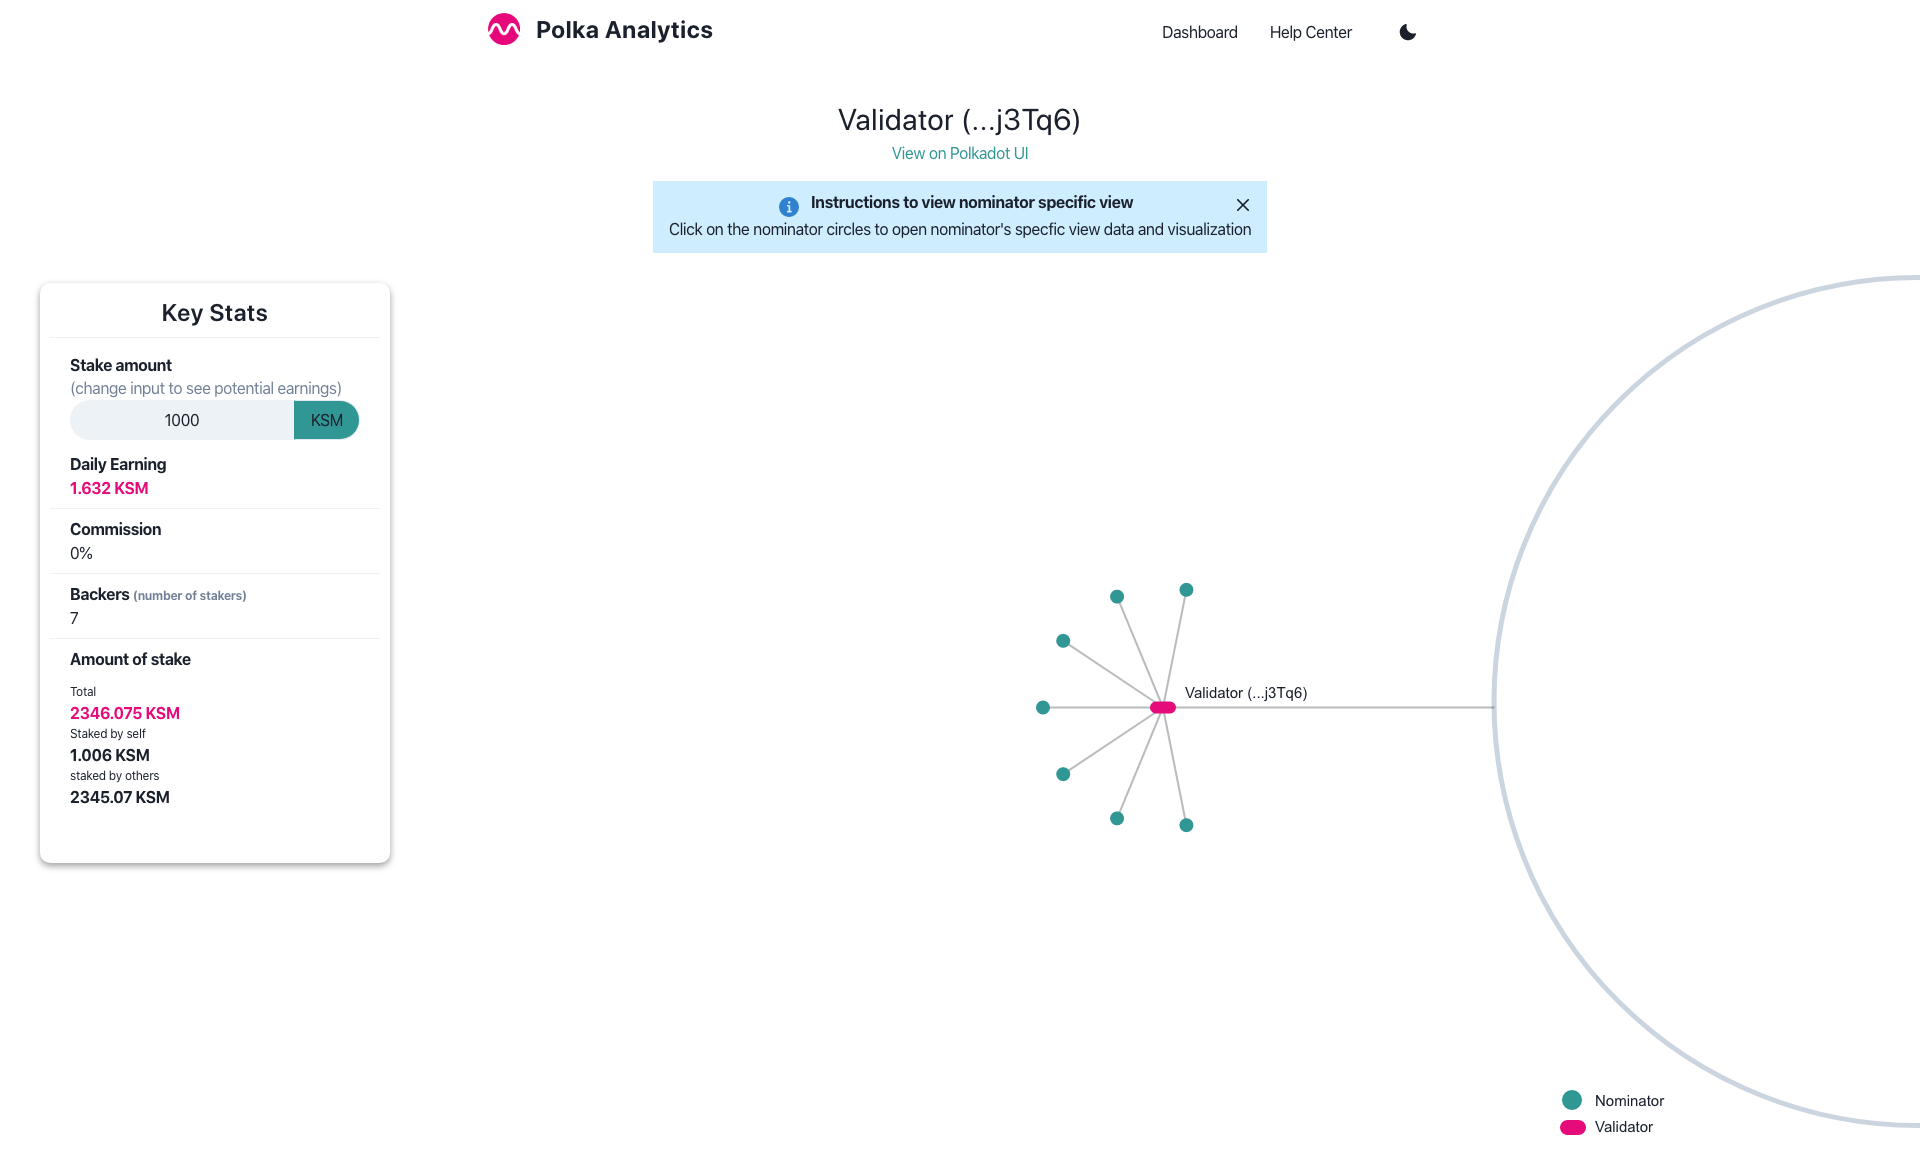 Polka Analytics
Dashboard
Help Center
Validator (...j3Tq6)
View on Polkadot UI
Instructions to view nominator specific view
Click on the nominator circles to open nominator's specfic view data and visualization
Key Stats
Stake amount
(change input to see potential earnings)
1000 KSM
Daily Earning
1.632 KSM
Commission
0%
Backers (number of stakers)
7
Amount of stake
Total
2346.075 KSM
Staked by self
1.006 KSM
staked by others
2345.07 KSM
Validator (...j3Tq6)
Nominator
Validator